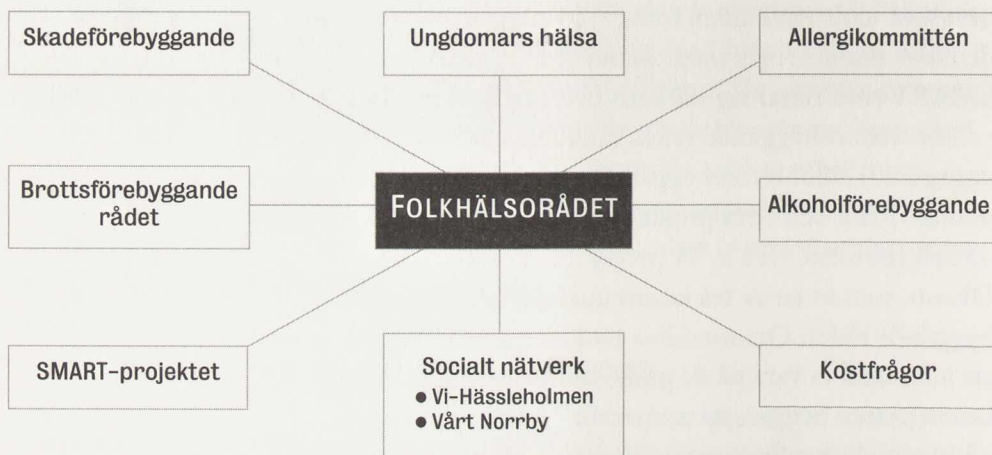 Skadeförebyggande
Ungdomars hälsa
Allergikommittén
Brottsförebyggande
rådet
FOLKHÄLSORÅDET
Alkoholförebyggande
SMART-projektet
Socialt nätverk
● Vi-Hässleholmen
● Vårt Norrby
Kostfrågor